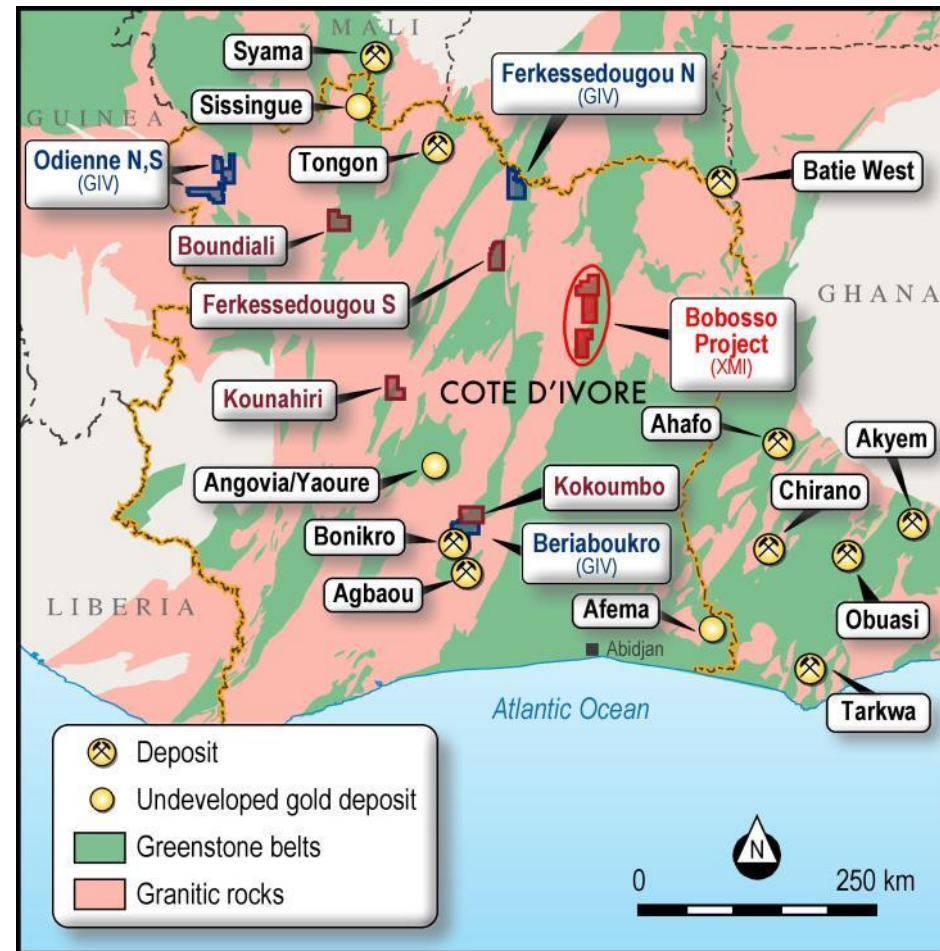 MALI
Syama
Ferkessedougou N
(GIV)
Sissingue
GUINEA
Odienne N,S
(GIV)
Tongon
Batie West
Boundiali
GHANA
Ferkessedougou S
Bobosso
Project
(XMI)
Kounahiri
COTE D'IVORE
Ahafo
Akyem
Angovia/Yaoure
Kokoumbo
Chirano
Bonikro
Beriaboukro
(GIV)
Agbaou
LIBERIA
Afema
Obuasi
Abidjan
Tarkwa
Atlantic Ocean
Deposit
Undeveloped gold deposit
Greenstone belts
Granitic rocks
N
0 250 km